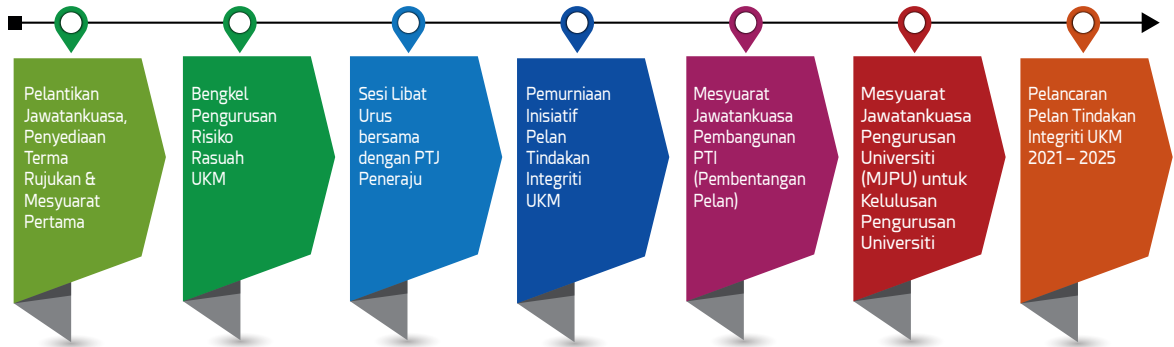 Pelantikan
Jawatankuasa,
Penyediaan
Terma
Rujukan &
Mesyuarat
Pertama
Bengkel
Pengurusan
Risiko
Rasuah
UKM
Sesi Libat
Urus
bersama
dengan PTJ
Peneraju
Pemurniaan
Inisiatif
Pelan
Tindakan
Integriti
UKM
Mesyuarat
Jawatankuasa
Pembangunan
PTI
(Pembentangan
Pelan)
Mesyuarat
Jawatankuasa
Pengurusan
Universiti
(MJPU) untuk
Kelulusan
Pengurusan
Universiti
Pelancaran
Pelan Tindakan
Integriti UKM
2021 – 2025